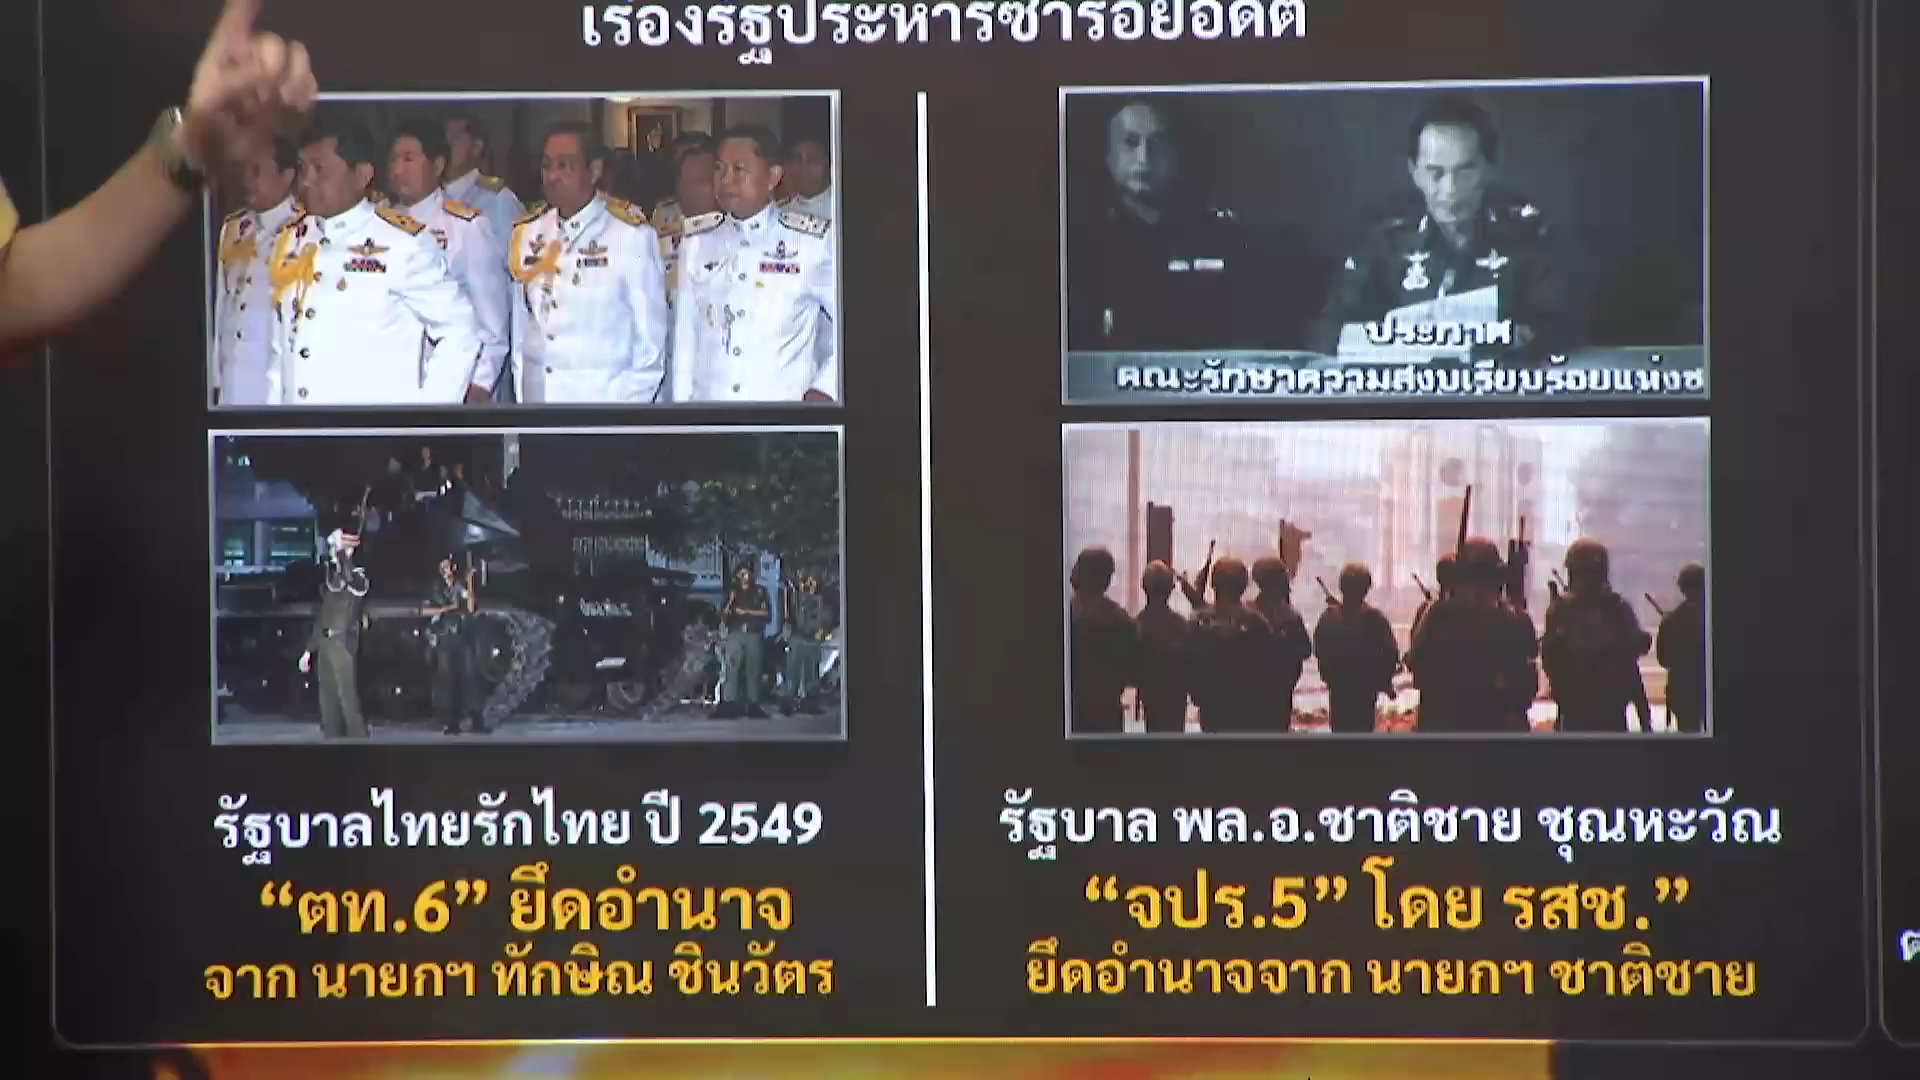 เรื่องรัฐประหารซ้ำรอยอดีต
ประกาศ
คณะรักษาความสงบเรียบร้อยแห่งช
รัฐบาลไทยรักไทย ปี 2549
“ตท.6” ยึดอำนาจ
จาก นายกฯ ทักษิณ ชินวัตร
รัฐบาล พล.อ.ชาติชาย ชุณหะวัณ
“จปร.5” โดย รสช.”
ยึดอำนาจจาก นายกฯ ชาติชาย